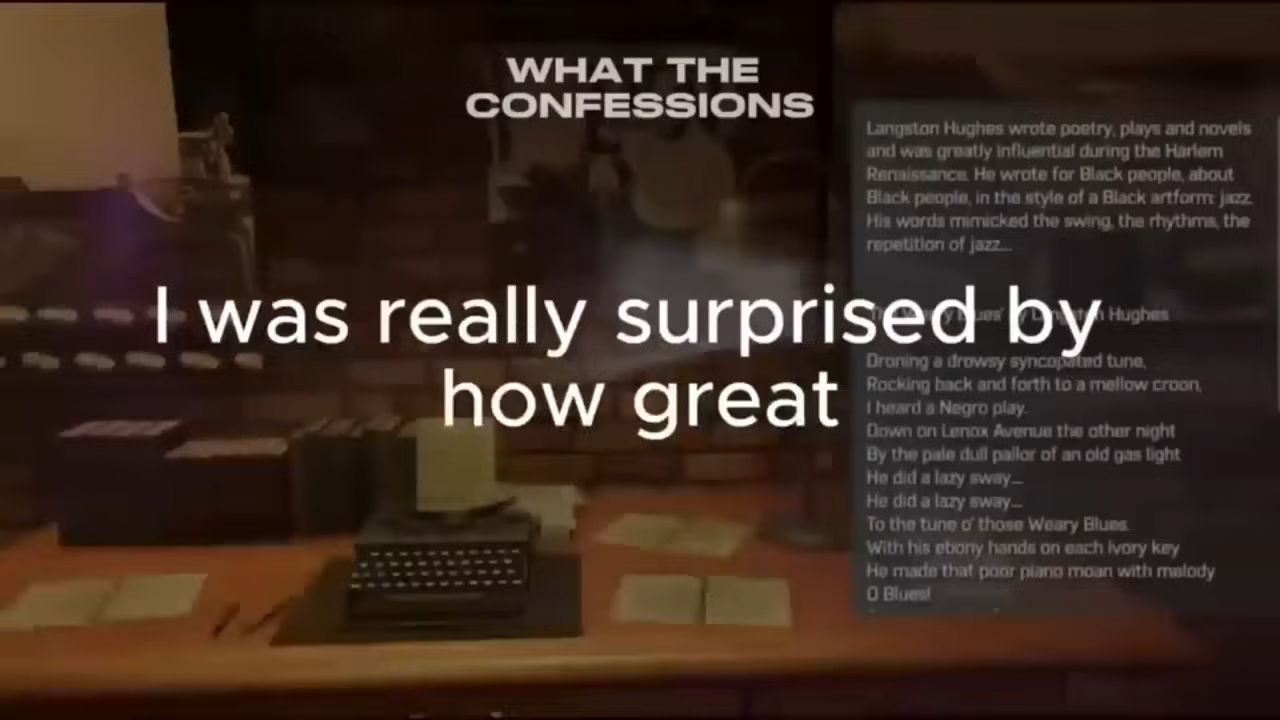 WHAT THE
CONFESSIONS
Langston Hughes wrote poetry, plays and novels
and was greatly influential during the Harlem
Renaissance. He wrote for Black people, about
Black people, in the style of a Black artform: jazz.
His words mimicked the swing, the rhythms, the
repetition of jazz...
I was really surprised by
how great
Hughes
Droning a drowsy syncopated tune,
Rocking back and forth to a mellow croon,
I heard a Negro play.
Down on Lenox Avenue the other night
By the pale dull pallor of an old gas light
He did a lazy sway...
He did a lazy sway...
To the tune o' those Weary Blues.
With his ebony hands on each ivory key
He made that poor piano moan with melody
O Blues!